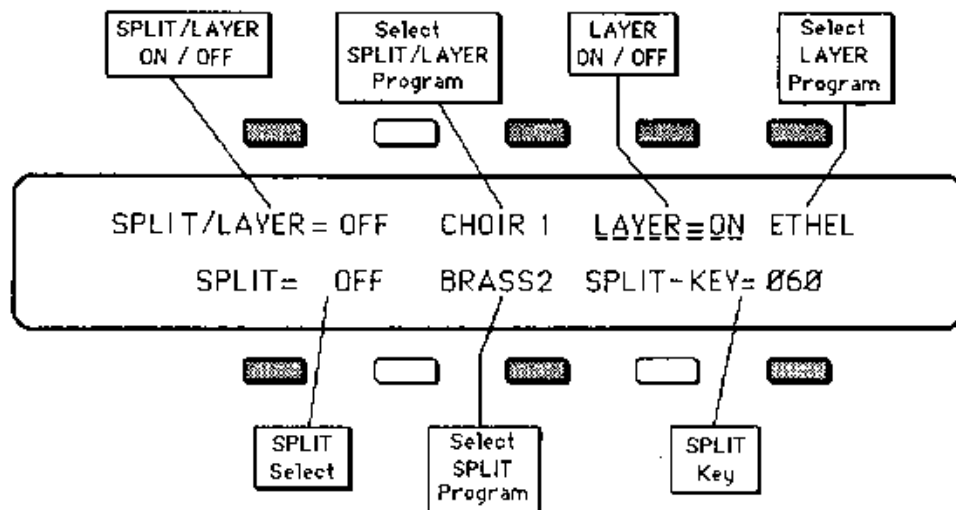 SPLIT/LAYER
ON / OFF
Select
SPLIT/LAYER
Program
LAYER
ON / OFF
Select
LAYER
Program
SPLIT/LAYER= OFF CHOIR 1 LAYER=ON ETHEL
SPLIT= OFF BRASS2 SPLIT-KEY=Ø6Ø
SPLIT
Select
Select
SPLIT
Program
SPLIT
Key